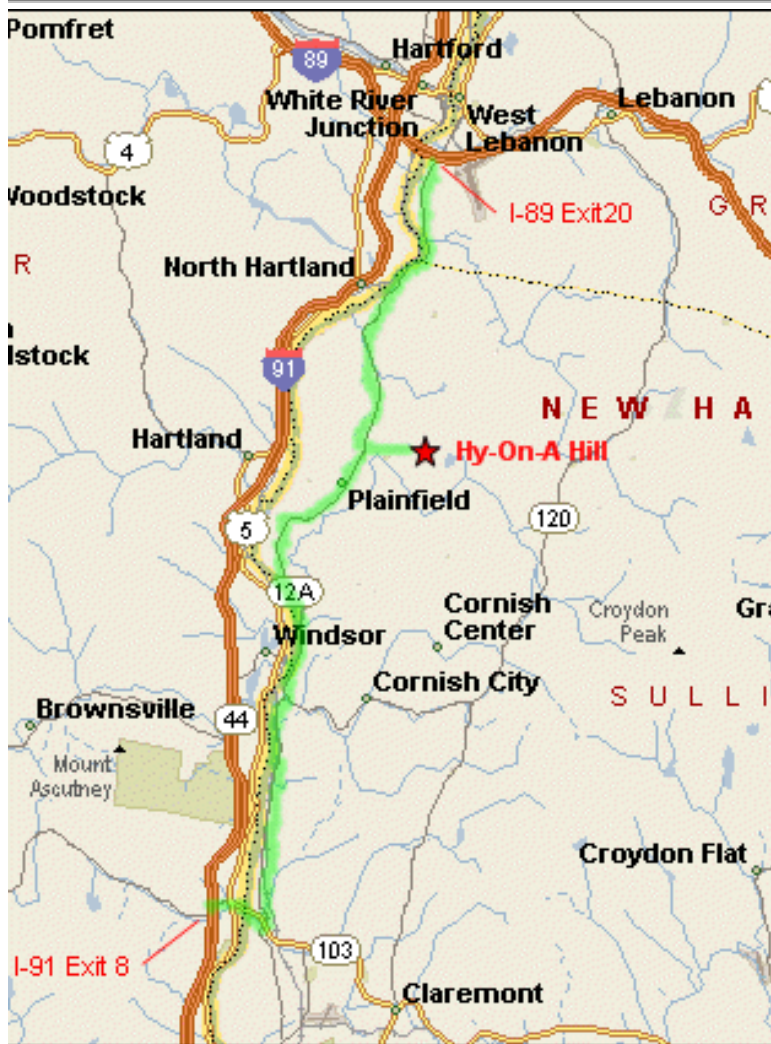 Pomfret
Hartford
89
White River
Junction
West
Lebanon
Lebanon
4
Woodstock
I-89 Exit20
G R
R
North Hartland
lstock
91
NEW HA
Hartland
Hy-On-A Hill
Plainfield
120
5
12A
Cornish
Center
Croydon
Peak
Gra
Windsor
Cornish City
SULLI
Brownsville
44
Mount
Ascutney
Croydon Flat
I-91 Exit 8
103
Claremont